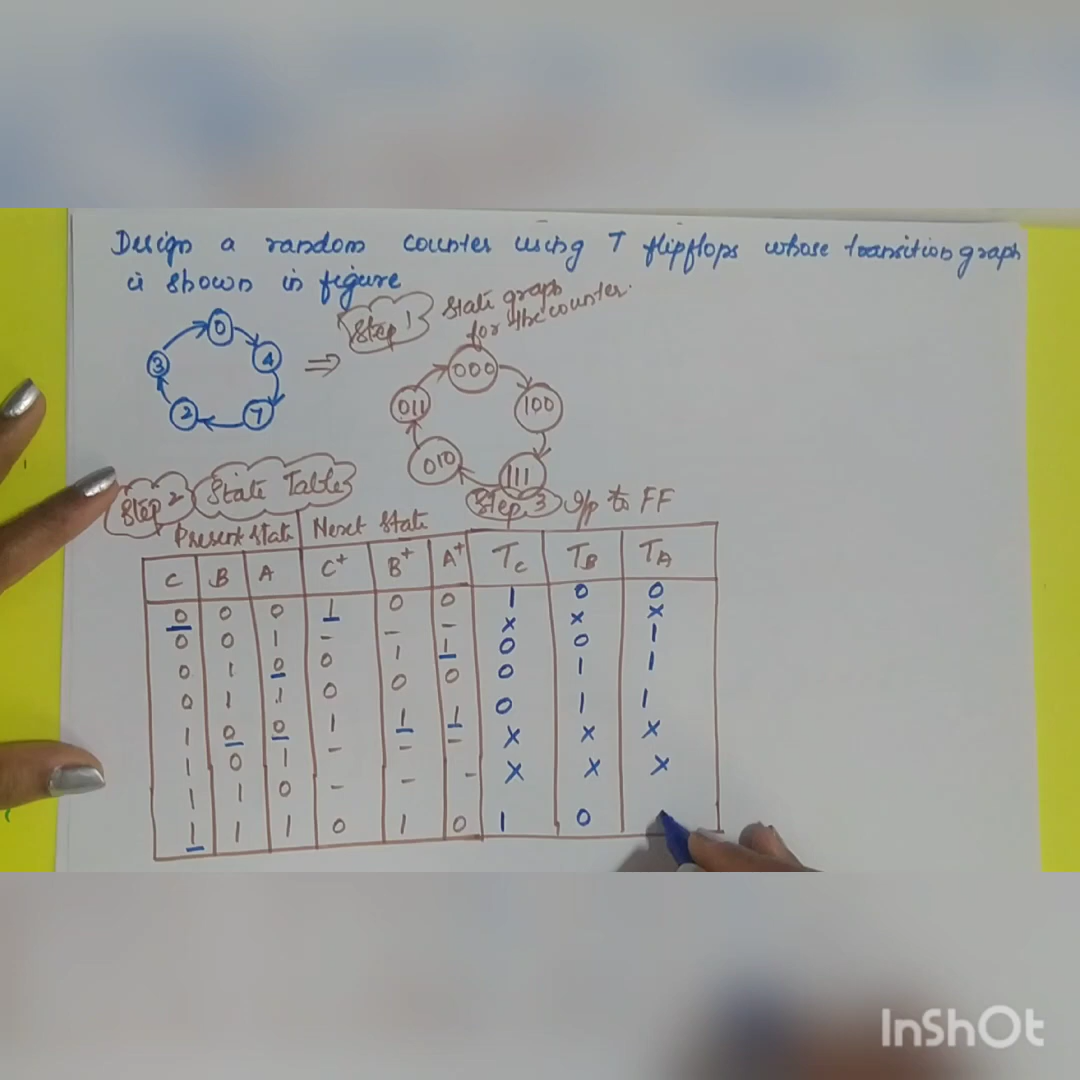 Design a random counter using T flipflops whose transition graph
is shown in figure
0
4
7
2
3
⇒
Step 1 State graph
for the counter.
000
100
111
010
011
Step 2 State Table
Step 3 I/p to FF
Present State Next State
C B A C+ B+ A+ TC TB TA
0 0 0 1 0 0 1 0 0
0 0 1 - - - x x x
0 1 0 0 1 1 0 0 1
0 1 1 0 0 0 0 1 1
1 0 0 1 1 1 0 1 1
1 0 1 - - - x x x
1 1 0 - - - x x x
1 1 1 0 1 0 1 0
InShOt